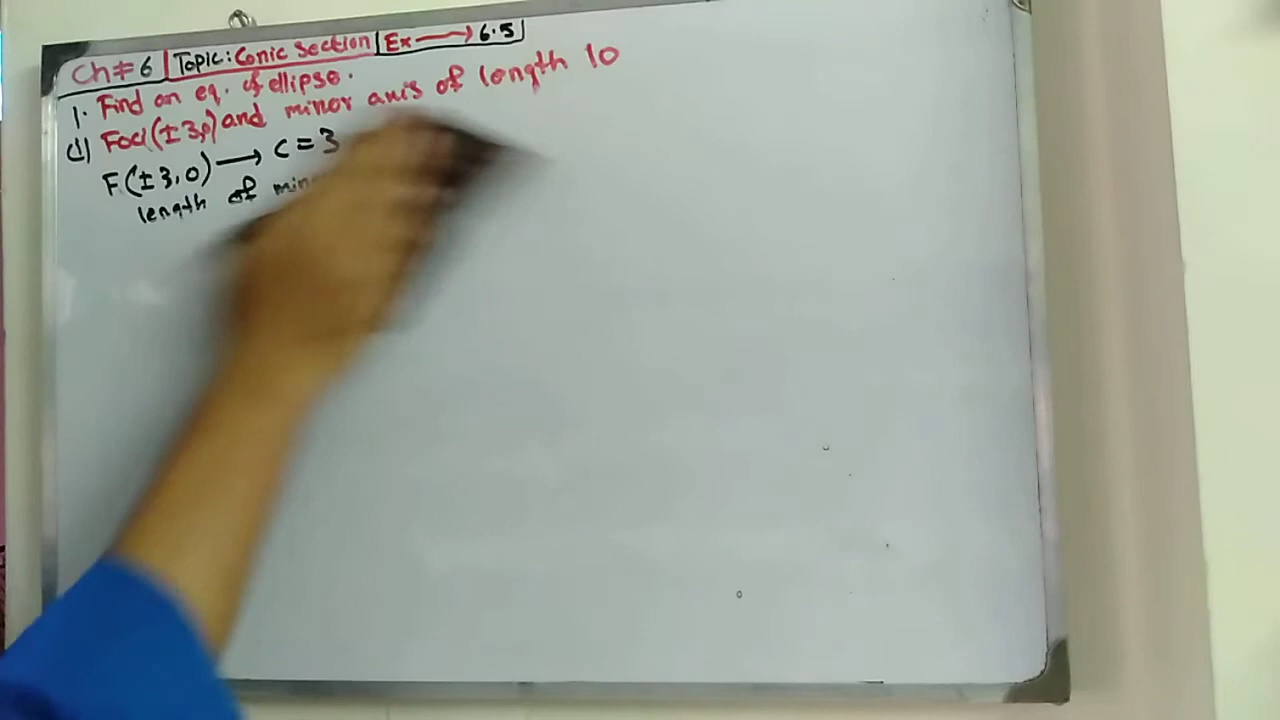 Ch # 6 | Topic: Conic Section | Ex → 6.5
1. Find an eq. of ellipse.
(i) Foci (±3,0) and minor axis of length 10
F(±3,0) → c = 3
length of